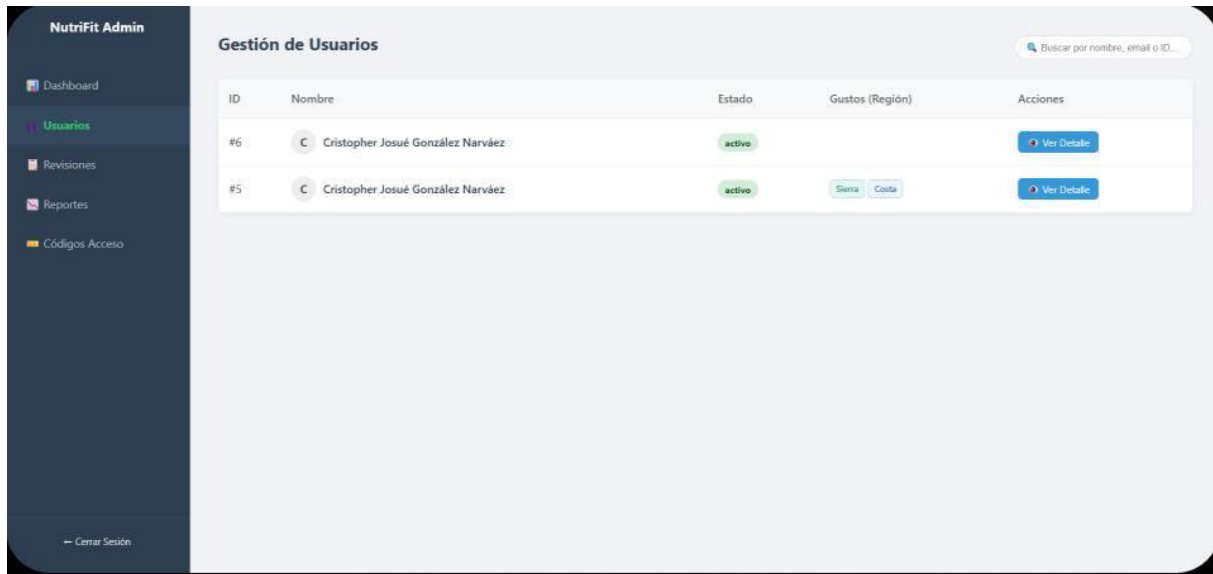 NutriFit Admin
Dashboard
Usuarios
Revisiones
Reportes
Códigos Acceso
← Cerrar Sesión
Gestión de Usuarios
Buscar por nombre, email o ID...
ID Nombre Estado Gustos (Región) Acciones
#6 C Cristopher Josué González Narváez activo Ver Detalle
#5 C Cristopher Josué González Narváez activo Sierra Costa Ver Detalle